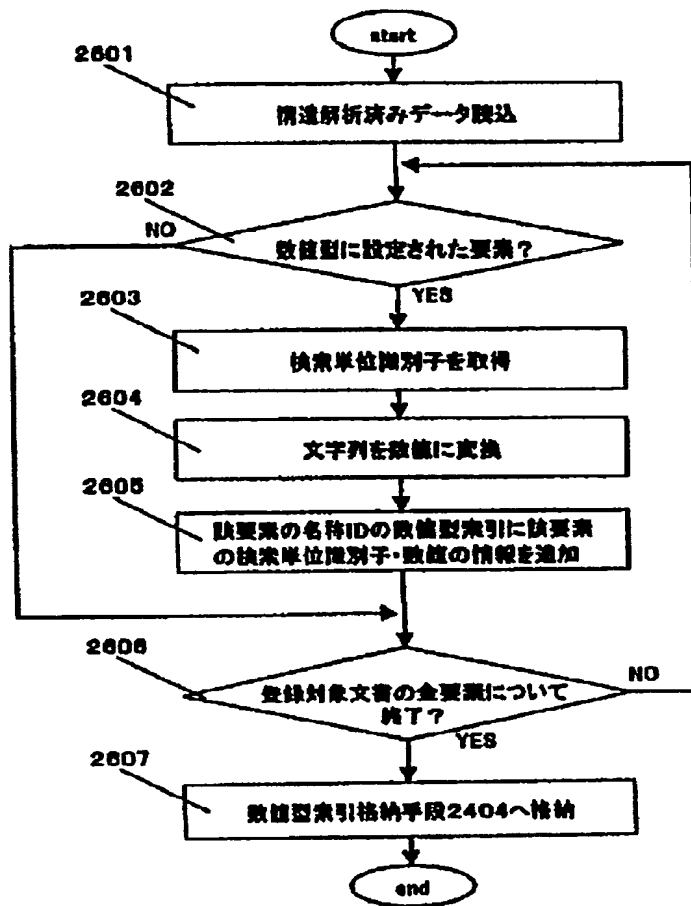 start
2601
構造解析済みデータ読込
2602
NO
数値型に設定された要素？
YES
2603
検索単位識別子を取得
2604
文字列を数値に変換
2605
該要素の名称IDの数値型索引に該要素
の検索単位識別子・数値の情報を追加
2606
NO
登録対象文書の全要素について
終了？
YES
2607
数値型索引格納手段2404へ格納
end